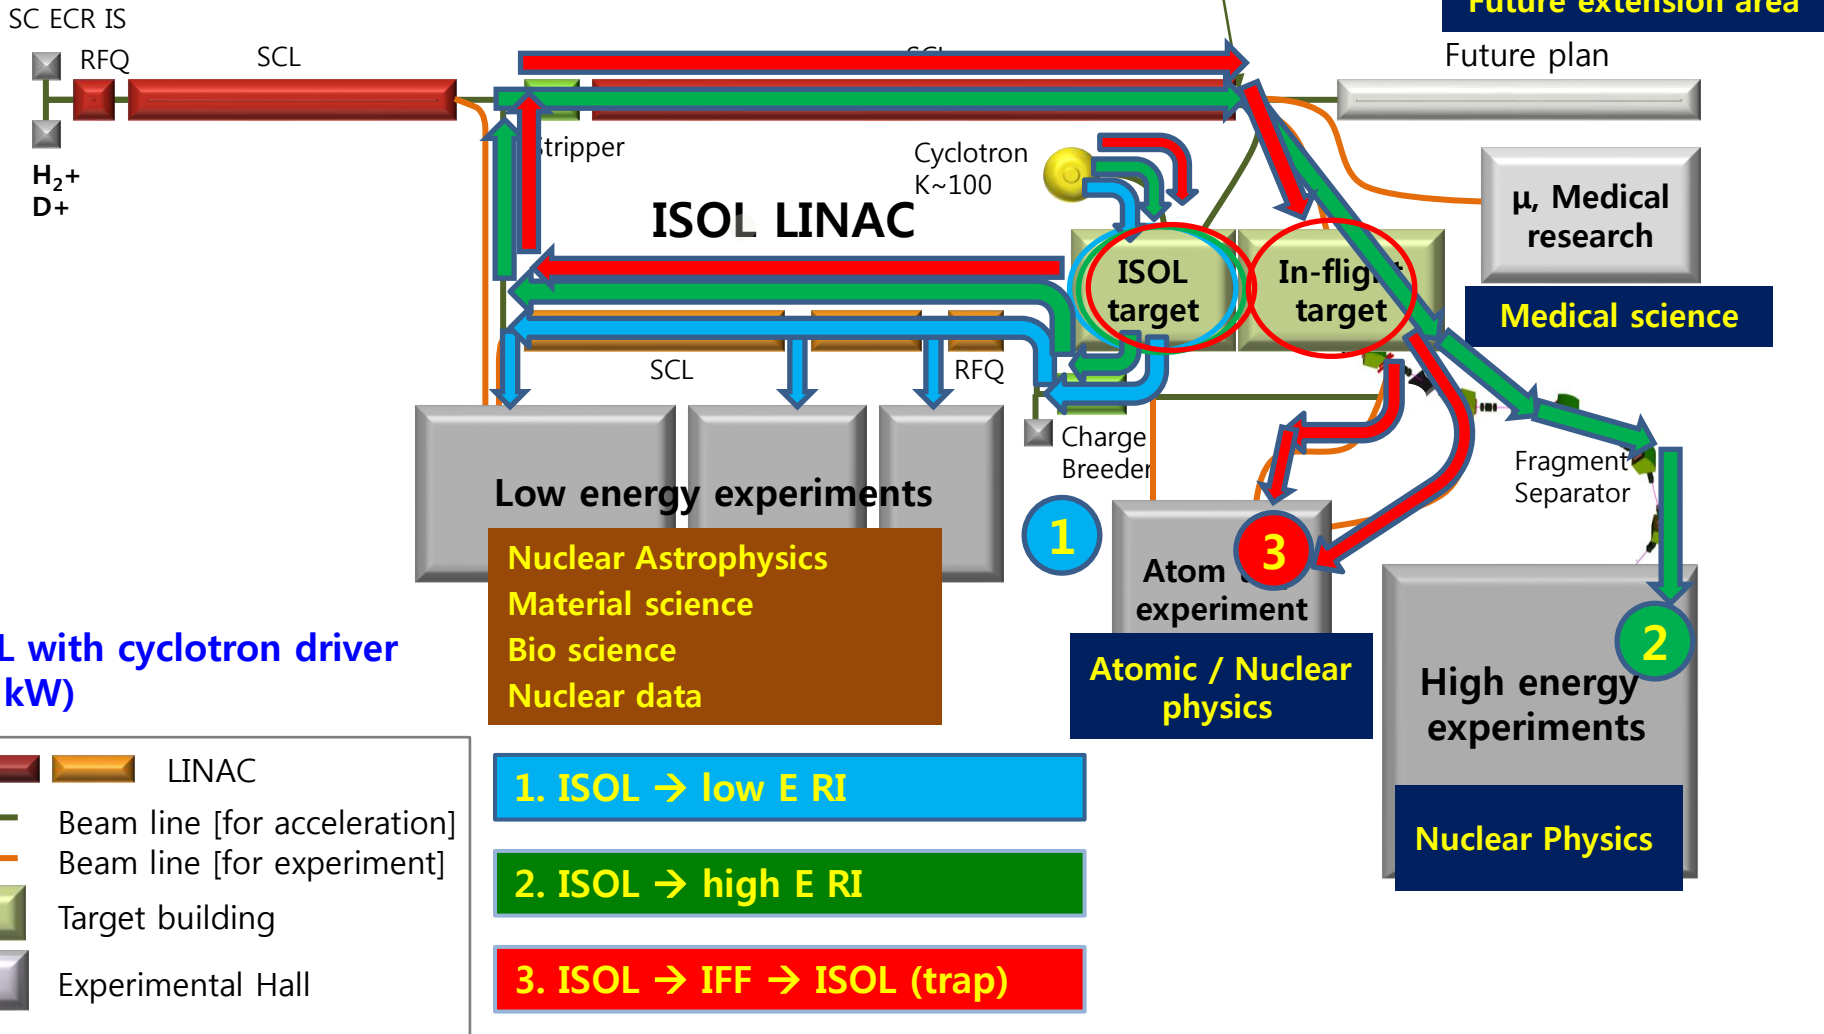 SC ECR IS
Future extension area
RFQ
SCL
SCL
Future plan
H₂+
D+
Stripper
Cyclotron
K~100
μ, Medical
research
ISOL LINAC
ISOL
target
In-flight
target
Medical science
SCL
RFQ
Charge
Breeder
Fragment
Separator
Low energy experiments
1
3
Atom
experiment
2
Nuclear Astrophysics
Material science
Bio science
Nuclear data
L with cyclotron driver
kW)
Atomic / Nuclear
physics
High energy
experiments
Nuclear Physics
LINAC
Beam line [for acceleration]
Beam line [for experiment]
Target building
Experimental Hall
1. ISOL → low E RI
2. ISOL → high E RI
3. ISOL → IFF → ISOL (trap)